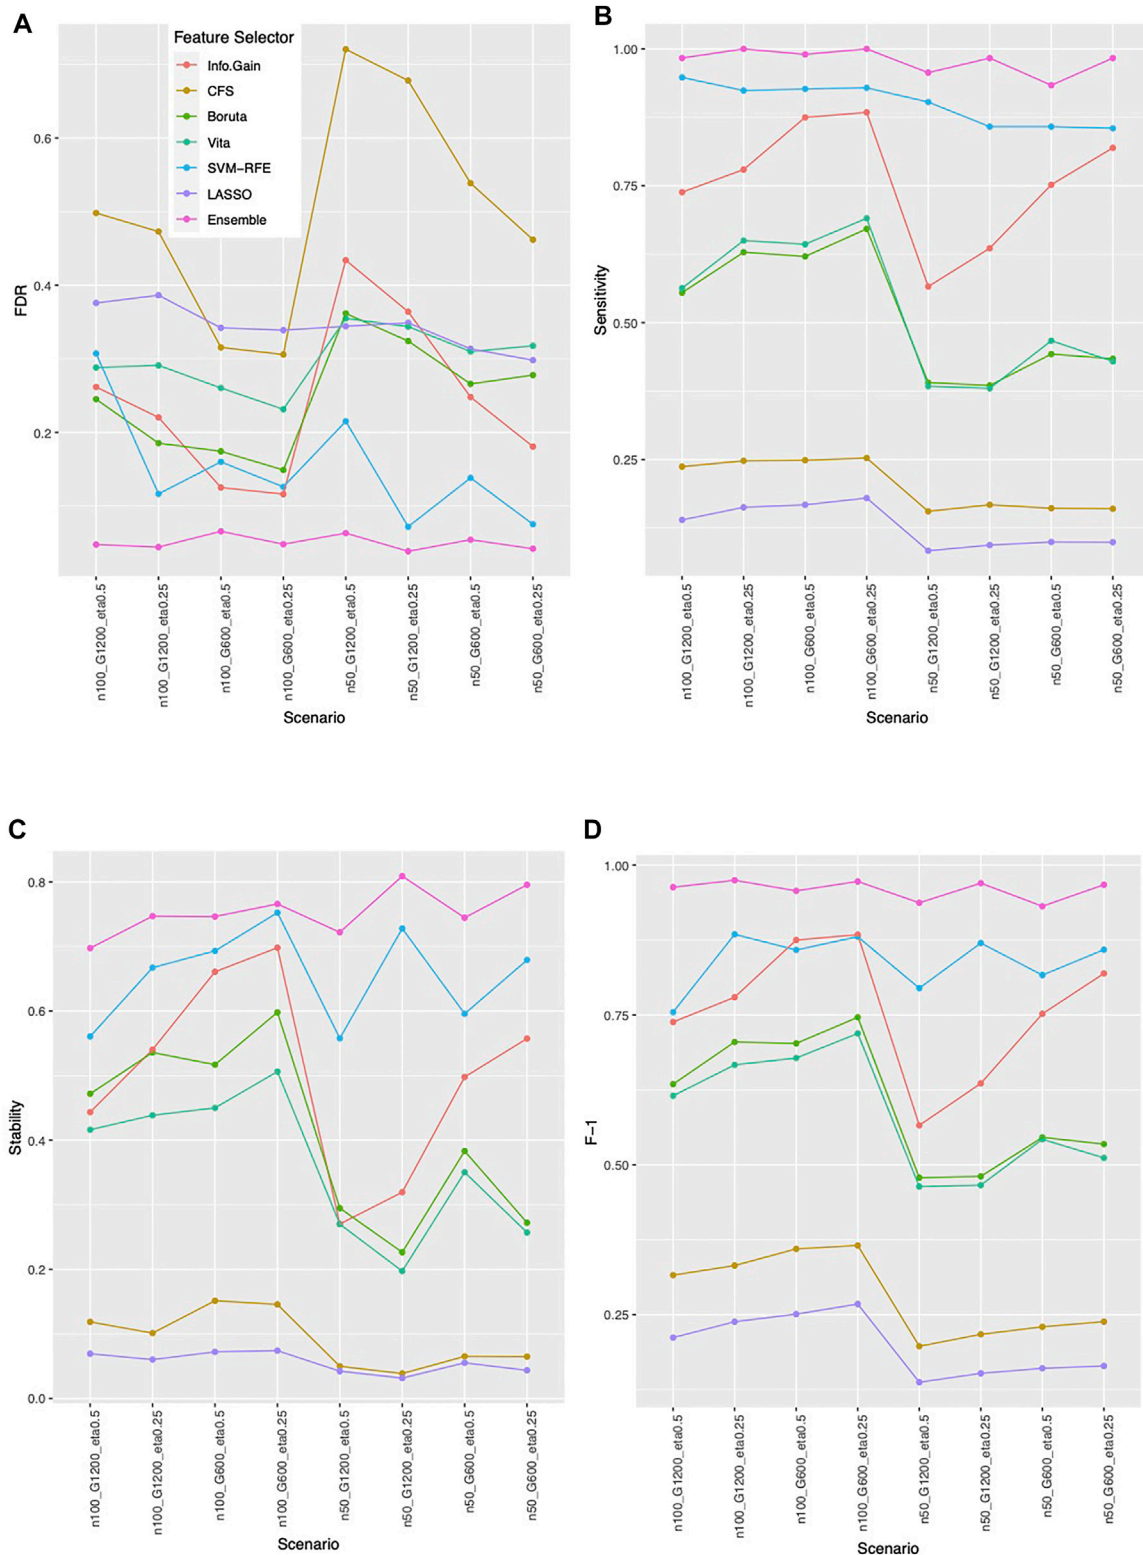 A
Feature Selector
Info.Gain
CFS
Boruta
Vita
SVM-RFE
LASSO
Ensemble
0.6
0.4
0.2
FDR
n100_G1200_eta0.5
n100_G1200_eta0.25
n100_G600_eta0.5
n100_G600_eta0.25
n50_G1200_eta0.5
n50_G1200_eta0.25
n50_G600_eta0.5
n50_G600_eta0.25
Scenario
B
1.00
0.75
0.50
0.25
Sensitivity
n100_G1200_eta0.5
n100_G1200_eta0.25
n100_G600_eta0.5
n100_G600_eta0.25
n50_G1200_eta0.5
n50_G1200_eta0.25
n50_G600_eta0.5
n50_G600_eta0.25
Scenario
C
0.8
0.6
0.4
0.2
0.0
Stability
n100_G1200_eta0.5
n100_G1200_eta0.25
n100_G600_eta0.5
n100_G600_eta0.25
n50_G1200_eta0.5
n50_G1200_eta0.25
n50_G600_eta0.5
n50_G600_eta0.25
Scenario
D
1.00
0.75
0.50
0.25
F-1
n100_G1200_eta0.5
n100_G1200_eta0.25
n100_G600_eta0.5
n100_G600_eta0.25
n50_G1200_eta0.5
n50_G1200_eta0.25
n50_G600_eta0.5
n50_G600_eta0.25
Scenario